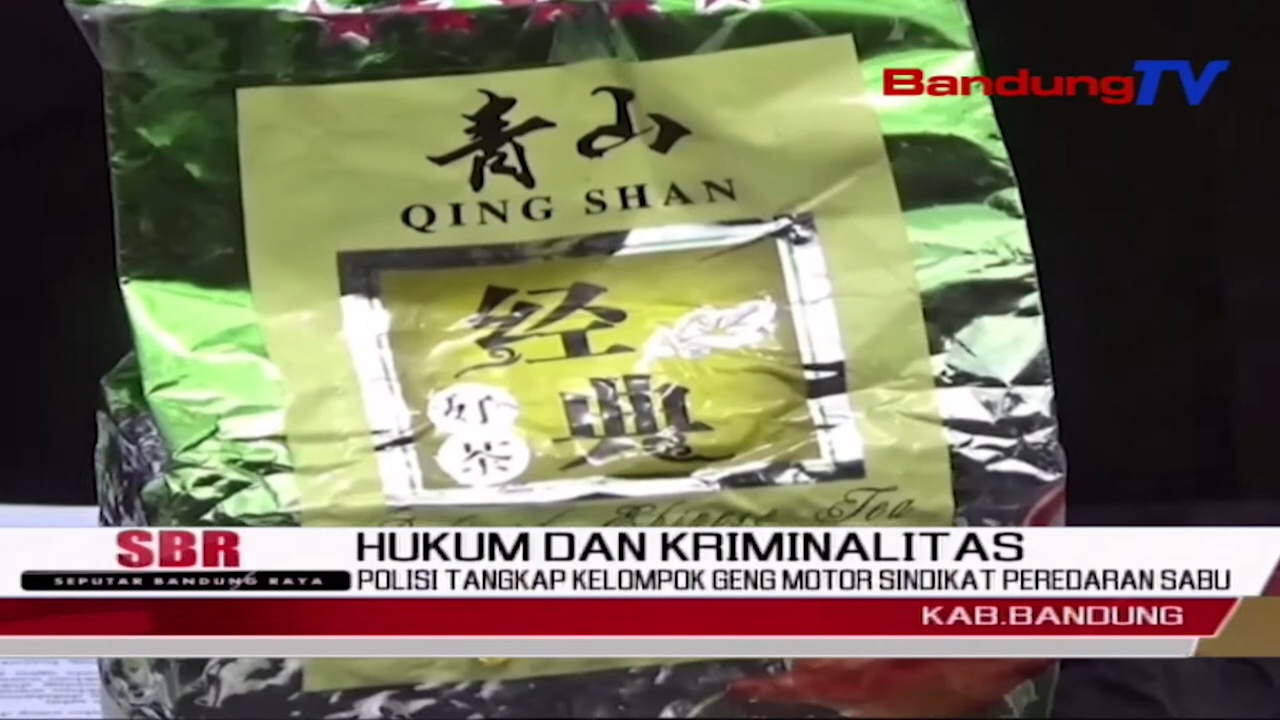 BandungTV
青山
QING SHAN
经
典
好
茶
Chinese Tea
SBR
SEPUTAR BANDUNG RAYA
HUKUM DAN KRIMINALITAS
POLISI TANGKAP KELOMPOK GENG MOTOR SINDIKAT PEREDARAN SABU
KAB.BANDUNG